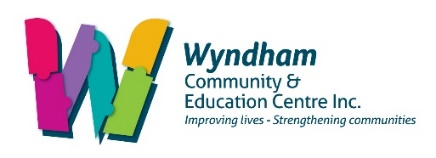 Wyndham
Community &
Education Centre Inc.
Improving lives - Strengthening communities